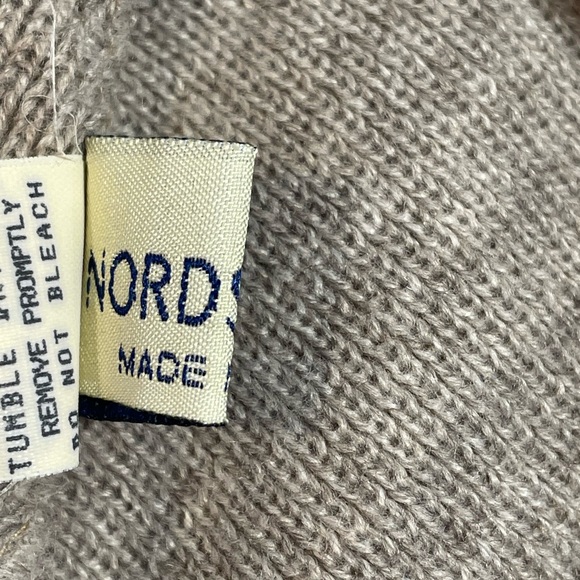 TUMBLE
REMOVE PROMPTLY
DO NOT BLEACH
NORDS
MADE